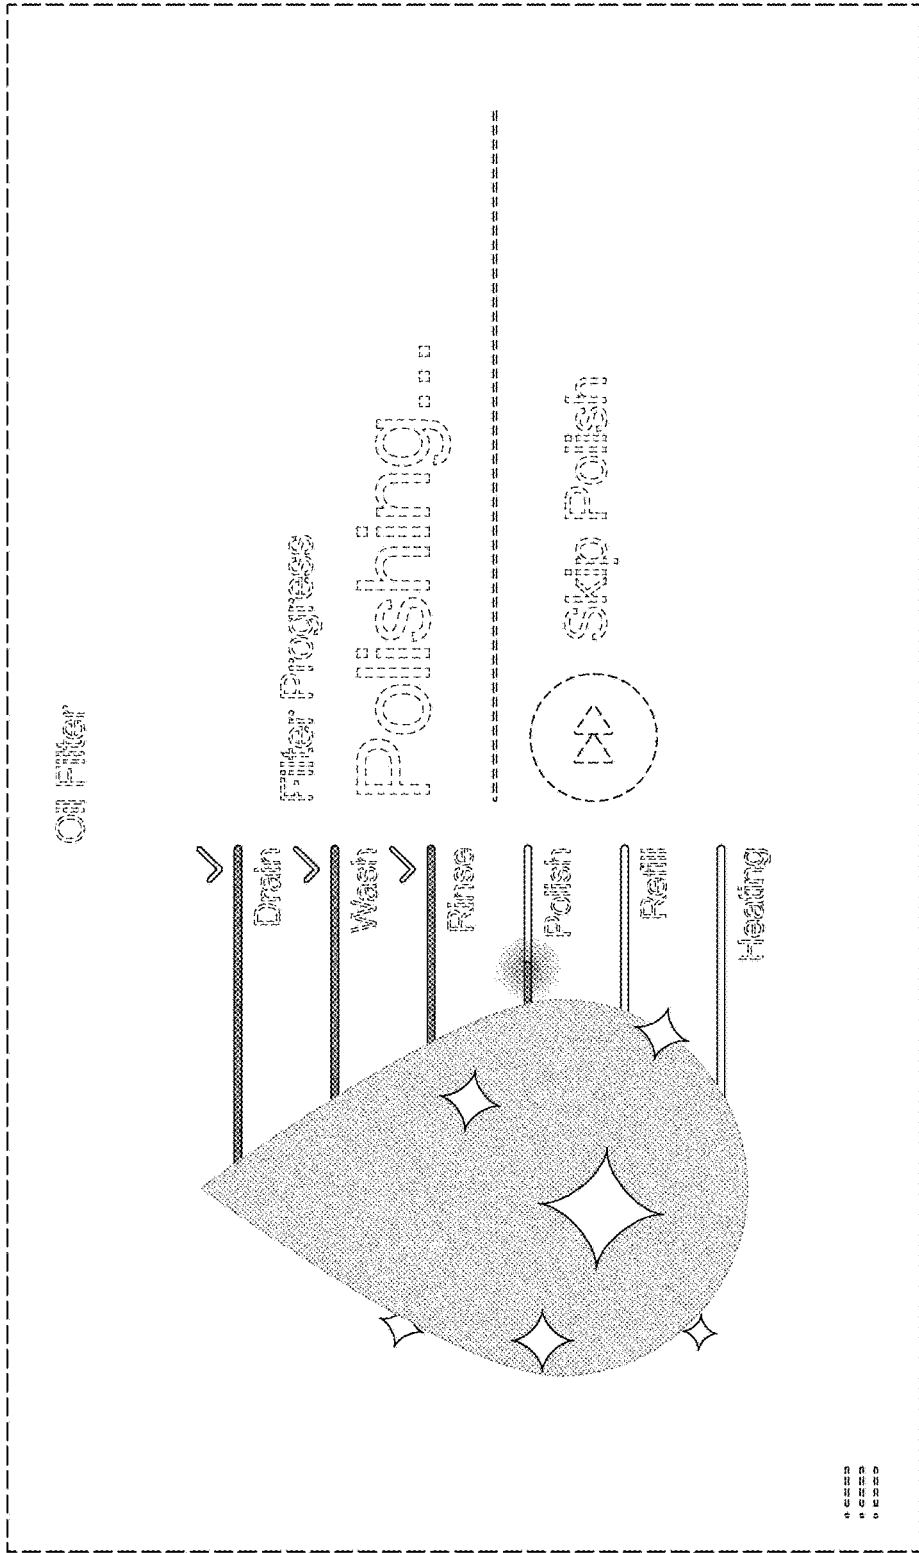 Oil Filter
Drain
Wash
Rinse
Polish
Refill
Heating
Filter Progress
Polishing...
Skip Polish